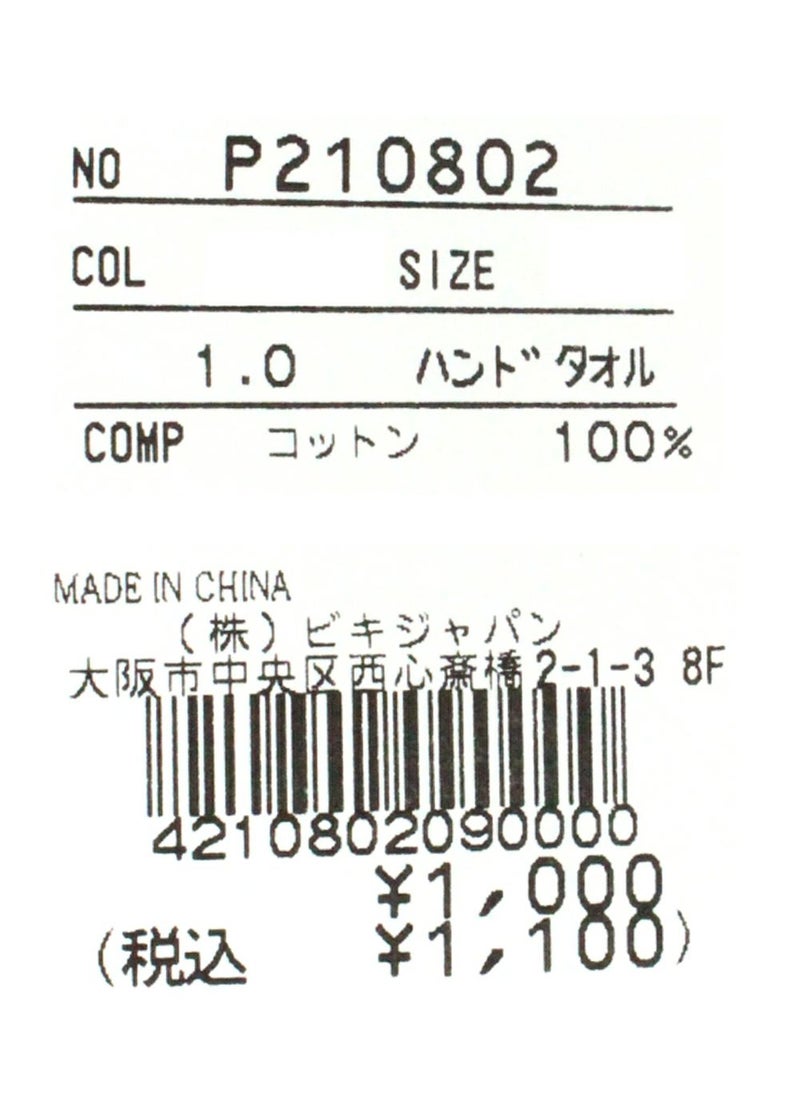 NO P210802
COL SIZE
1.0 ハンドタオル
COMP コットン 100%
MADE IN CHINA
(株)ビキジャパン
大阪市中央区西心斎橋2-1-3 8F
4210802090000
¥1,000
(税込 ¥1,100)